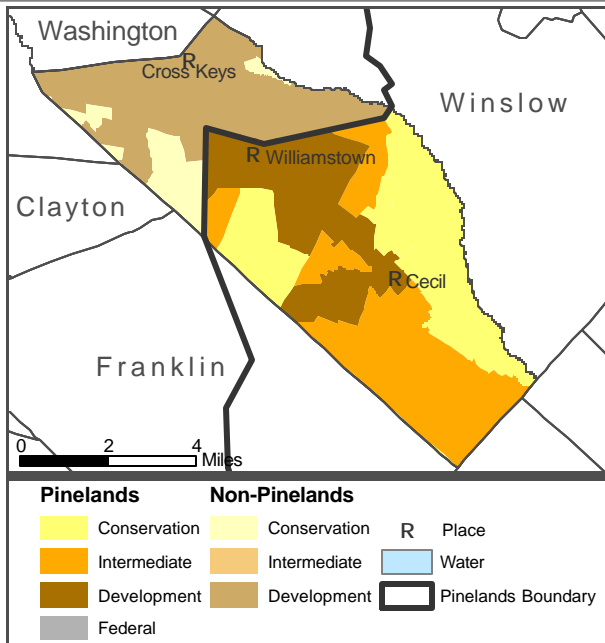 Washington
R
Cross Keys
Winslow
R Williamstown
Clayton
R Cecil
Franklin
0 2 4
Miles
Pinelands Non-Pinelands
Conservation Conservation R Place
Intermediate Intermediate Water
Development Development Pinelands Boundary
Federal